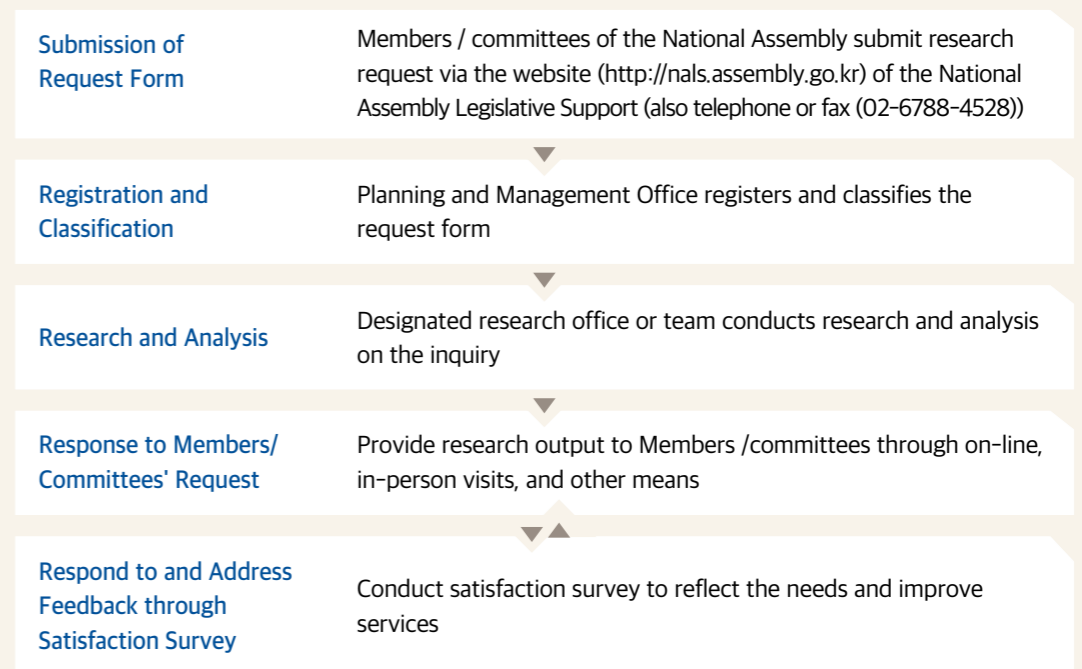 Submission of
Request Form
Members / committees of the National Assembly submit research
request via the website (http://nals.assembly.go.kr) of the National
Assembly Legislative Support (also telephone or fax (02-6788-4528))
Registration and
Classification
Planning and Management Office registers and classifies the
request form
Research and Analysis
Designated research office or team conducts research and analysis
on the inquiry
Response to Members/
Committees' Request
Provide research output to Members /committees through on-line,
in-person visits, and other means
Respond to and Address
Feedback through
Satisfaction Survey
Conduct satisfaction survey to reflect the needs and improve
services